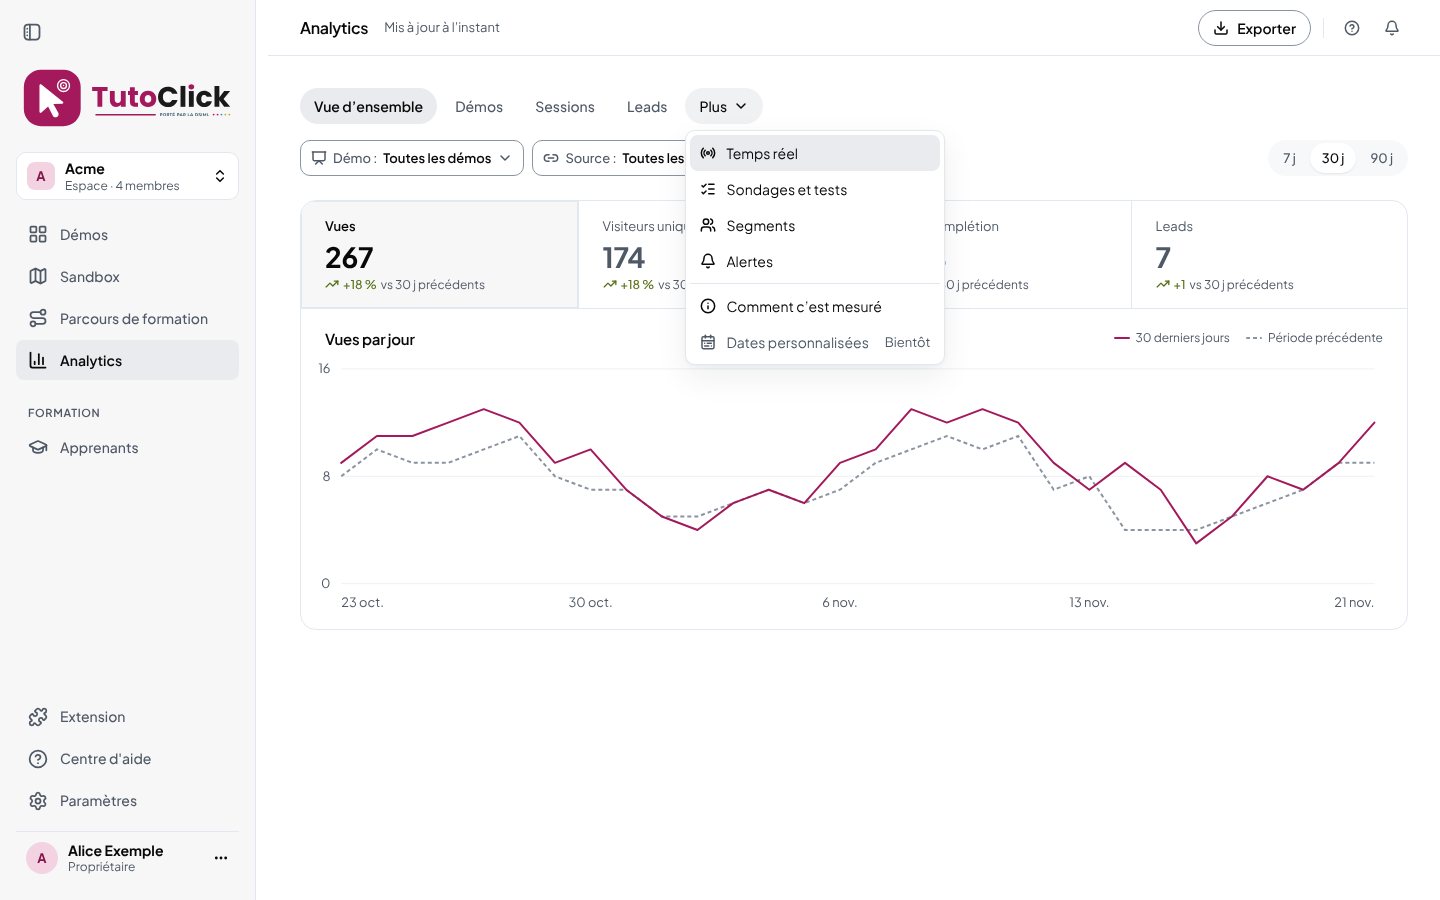 Analytics
Mis à jour à l'instant
Exporter
TutoClick
PORTÉ PAR LA DSIML
Acme
A
Espace · 4 membres
Démos
Sandbox
Parcours de formation
Analytics
FORMATION
Apprenants
Extension
Centre d'aide
Paramètres
A
Alice Exemple
Propriétaire
Vue d’ensemble
Démos
Sessions
Leads
Plus
Démo : Toutes les démos
Source : Toutes les
7 j
30 j
90 j
Temps réel
Sondages et tests
Segments
Alertes
Comment c’est mesuré
Dates personnalisées Bientôt
Vues
267
+18 % vs 30 j précédents
Visiteurs
174
+18 % vs 30
j précédents
Leads
7
+1 vs 30 j précédents
Vues par jour
30 derniers jours
Période précédente
16
8
0
23 oct.
30 oct.
6 nov.
13 nov.
21 nov.